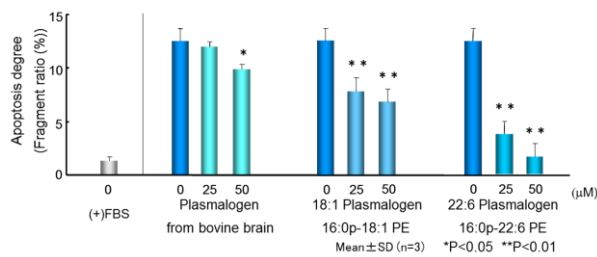 Apoptosis degree
(Fragment ratio (%))
15
10
5
0
* ** ** ** **
0 0 25 50 0 25 50 0 25 50 (μM)
(+)FBS
Plasmalogen
from bovine brain
18:1 Plasmalogen
16:0p-18:1 PE
22:6 Plasmalogen
16:0p-22:6 PE
Mean±SD (n=3) *P<0.05 **P<0.01